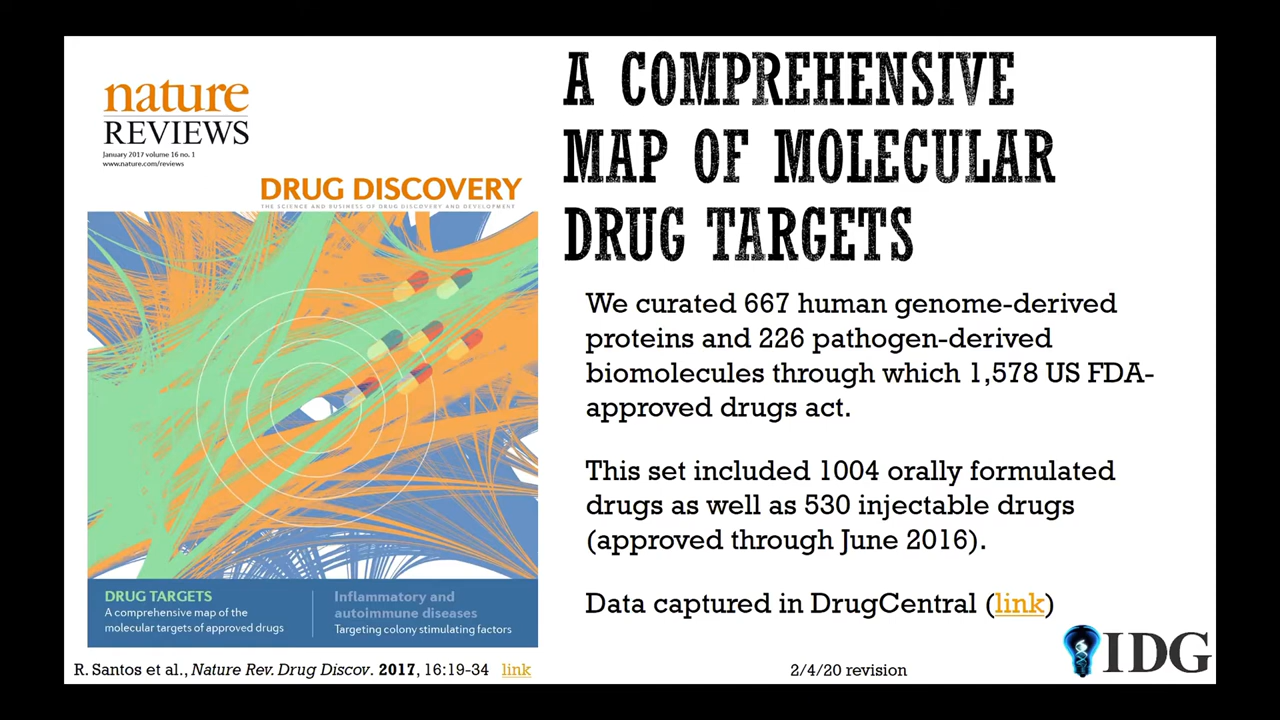 nature
REVIEWS
January 2017 volume 16 no. 1
www.nature.com/reviews
DRUG DISCOVERY
THE SCIENCE AND BUSINESS OF DRUG DISCOVERY AND DEVELOPMENT
DRUG TARGETS
A comprehensive map of the
molecular targets of approved drugs
Inflammatory and
autoimmune diseases
Targeting colony stimulating factors
R. Santos et al., Nature Rev. Drug Discov. 2017, 16:19-34 link
A COMPREHENSIVE
MAP OF MOLECULAR
DRUG TARGETS
We curated 667 human genome-derived
proteins and 226 pathogen-derived
biomolecules through which 1,578 US FDA-
approved drugs act.
This set included 1004 orally formulated
drugs as well as 530 injectable drugs
(approved through June 2016).
Data captured in DrugCentral (link)
2/4/20 revision
IDG